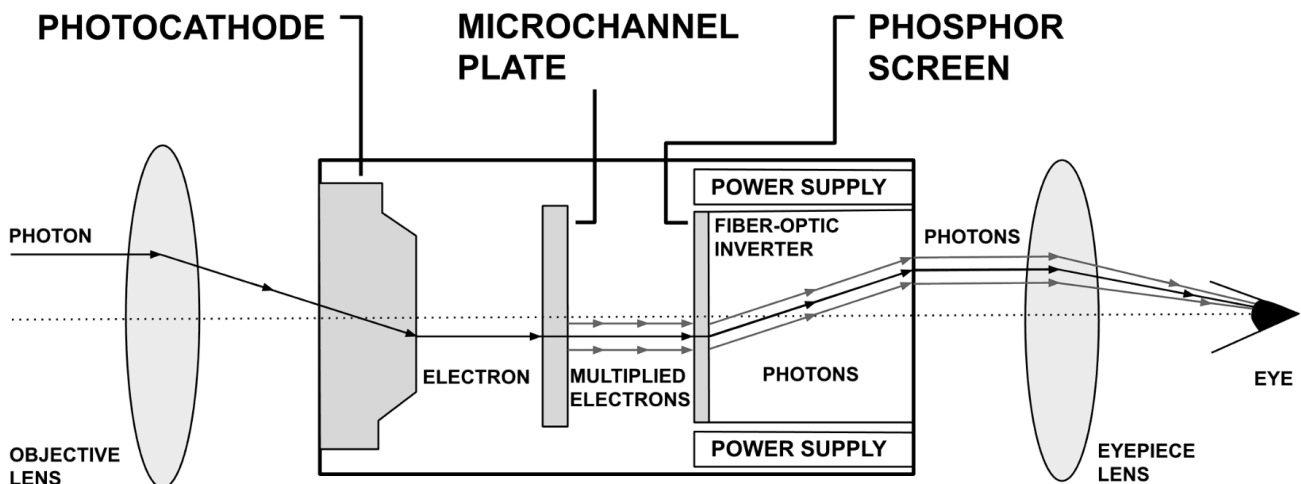 PHOTOCATHODE
MICROCHANNEL
PLATE
PHOSPHOR
SCREEN
POWER SUPPLY
PHOTON
FIBER-OPTIC
INVERTER
PHOTONS
ELECTRON
MULTIPLIED
ELECTRONS
PHOTONS
EYE
OBJECTIVE
LENS
POWER SUPPLY
EYEPIECE
LENS